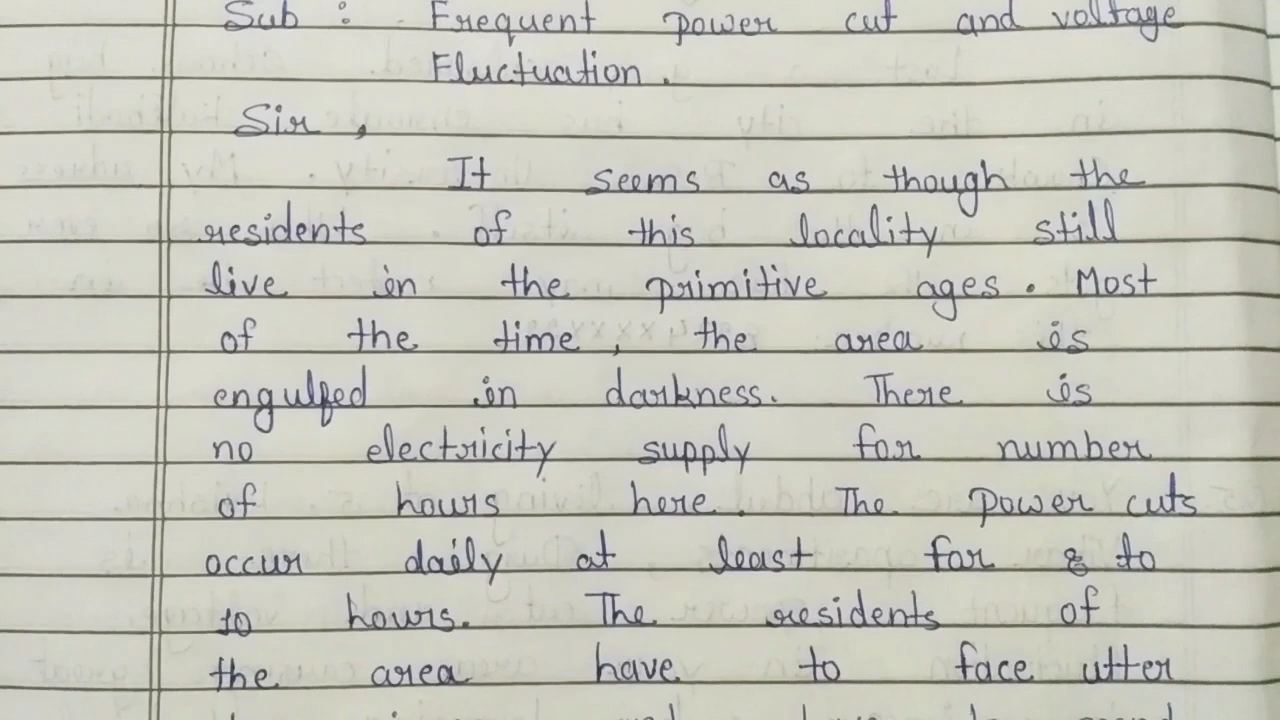 Sub : Frequent power cut and voltage
Fluctuation.
Sir,
It seems as though the
residents of this locality still
live in the primitive ages. Most
of the time, the area is
engulfed in darkness. There is
no electricity supply for number
of hours here. The power cuts
occur daily at least for 8 to
10 hours. The residents of
the area have to face utter